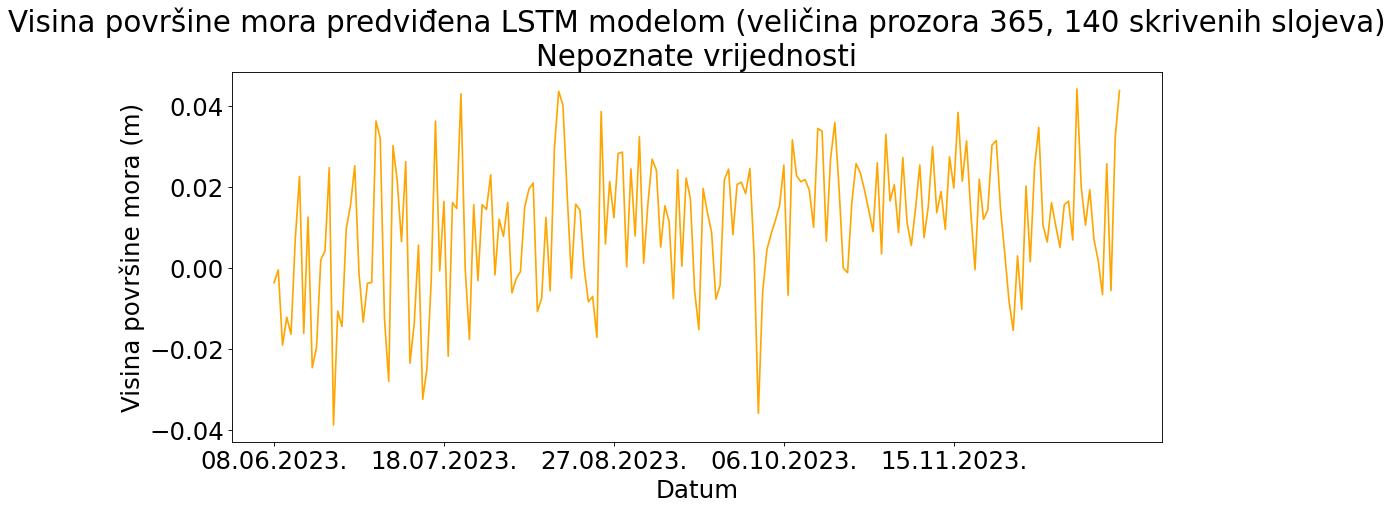 Visina površine mora predviđena LSTM modelom (veličina prozora 365, 140 skrivenih slojeva)
Nepoznate vrijednosti
Visina površine mora (m)
0.04
0.02
0.00
−0.02
−0.04
08.06.2023. 18.07.2023. 27.08.2023. 06.10.2023. 15.11.2023.
Datum